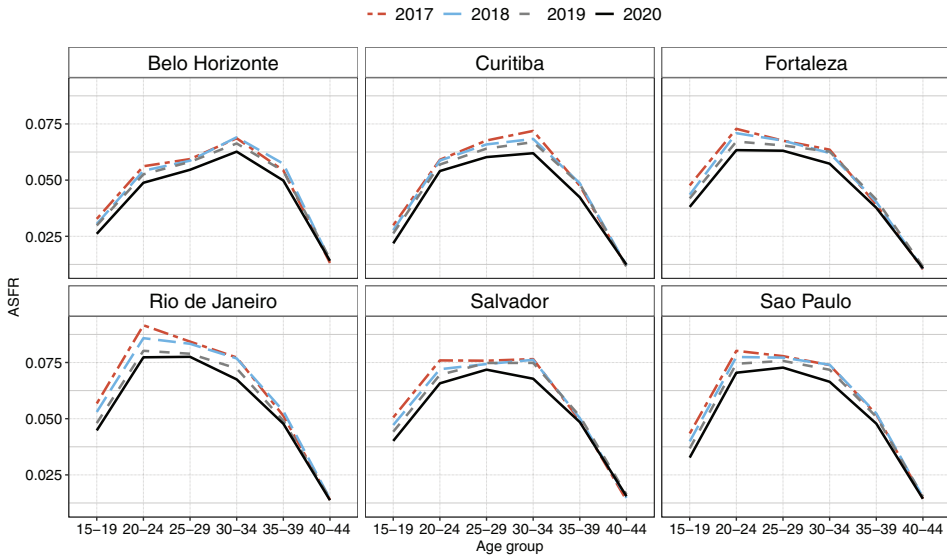 2017 2018 2019 2020
Belo Horizonte Curitiba Fortaleza
0.075
0.050
0.025
ASFR
Rio de Janeiro Salvador Sao Paulo
0.075
0.050
0.025
15–19 20–24 25–29 30–34 35–39 40–44 15–19 20–24 25–29 30–34 35–39 40–44 15–19 20–24 25–29 30–34 35–39 40–44
Age group